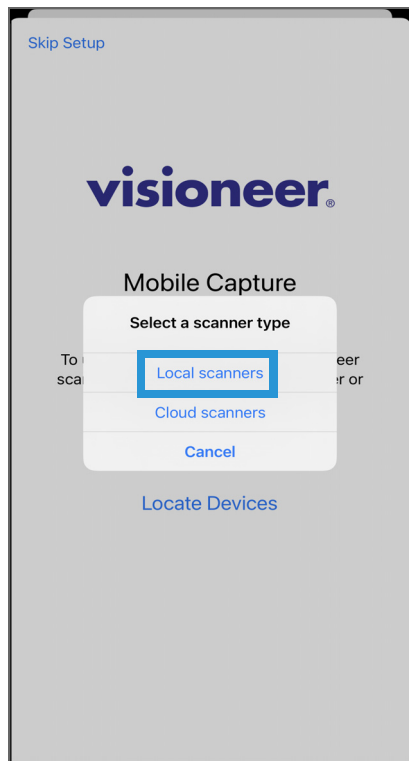 Skip Setup
visioneer®
Mobile Capture
Select a scanner type
To eer
Local scanners
sca r or
Cloud scanners
Cancel
Locate Devices